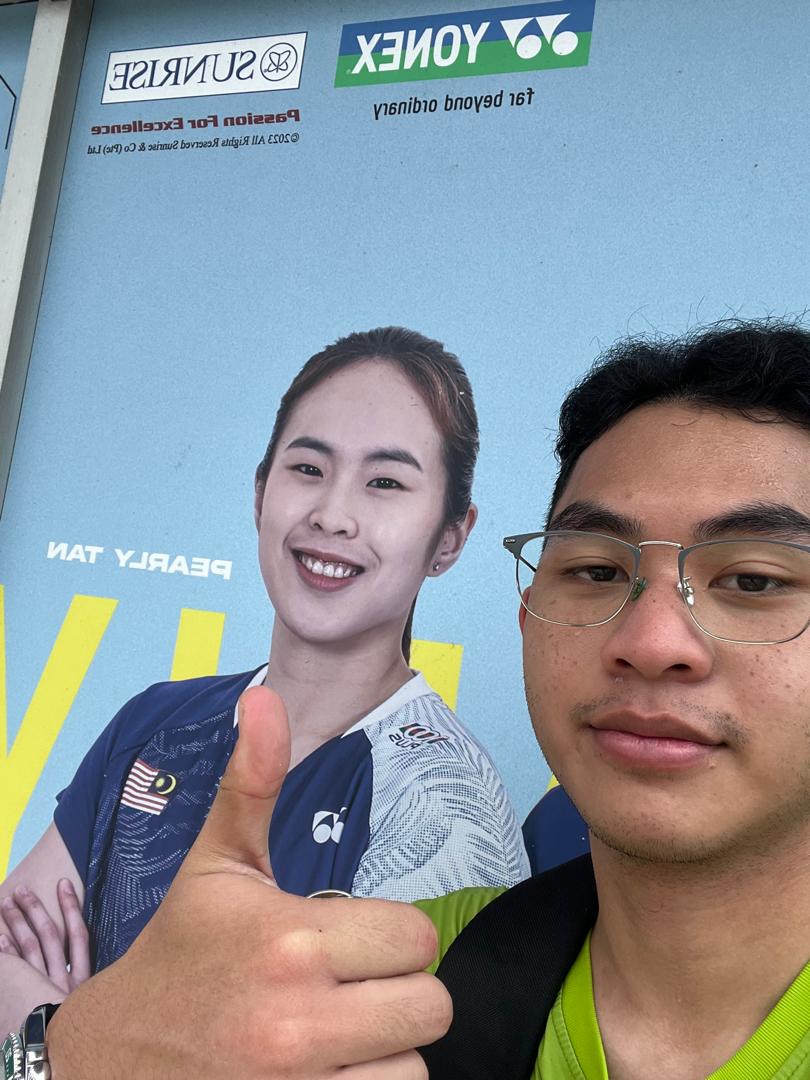 SUNRISE
Passion For Excellence
©2023 All Rights Reserved Sunrise & Co (Pte) Ltd
YONEX
far beyond ordinary
PEARLY TAN